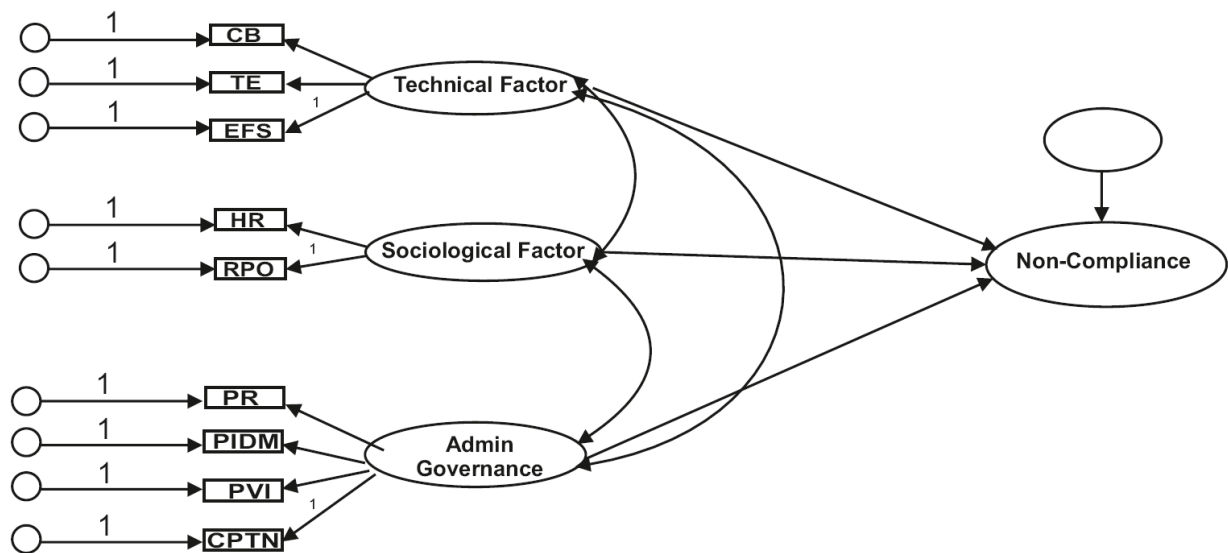 1
CB
1
TE
Technical Factor
1
1
EFS
1
HR
1
1
RPO
Sociological Factor
Non-Compliance
1
PR
1
PIDM
Admin
Governance
1
PVI
1
1
CPTN